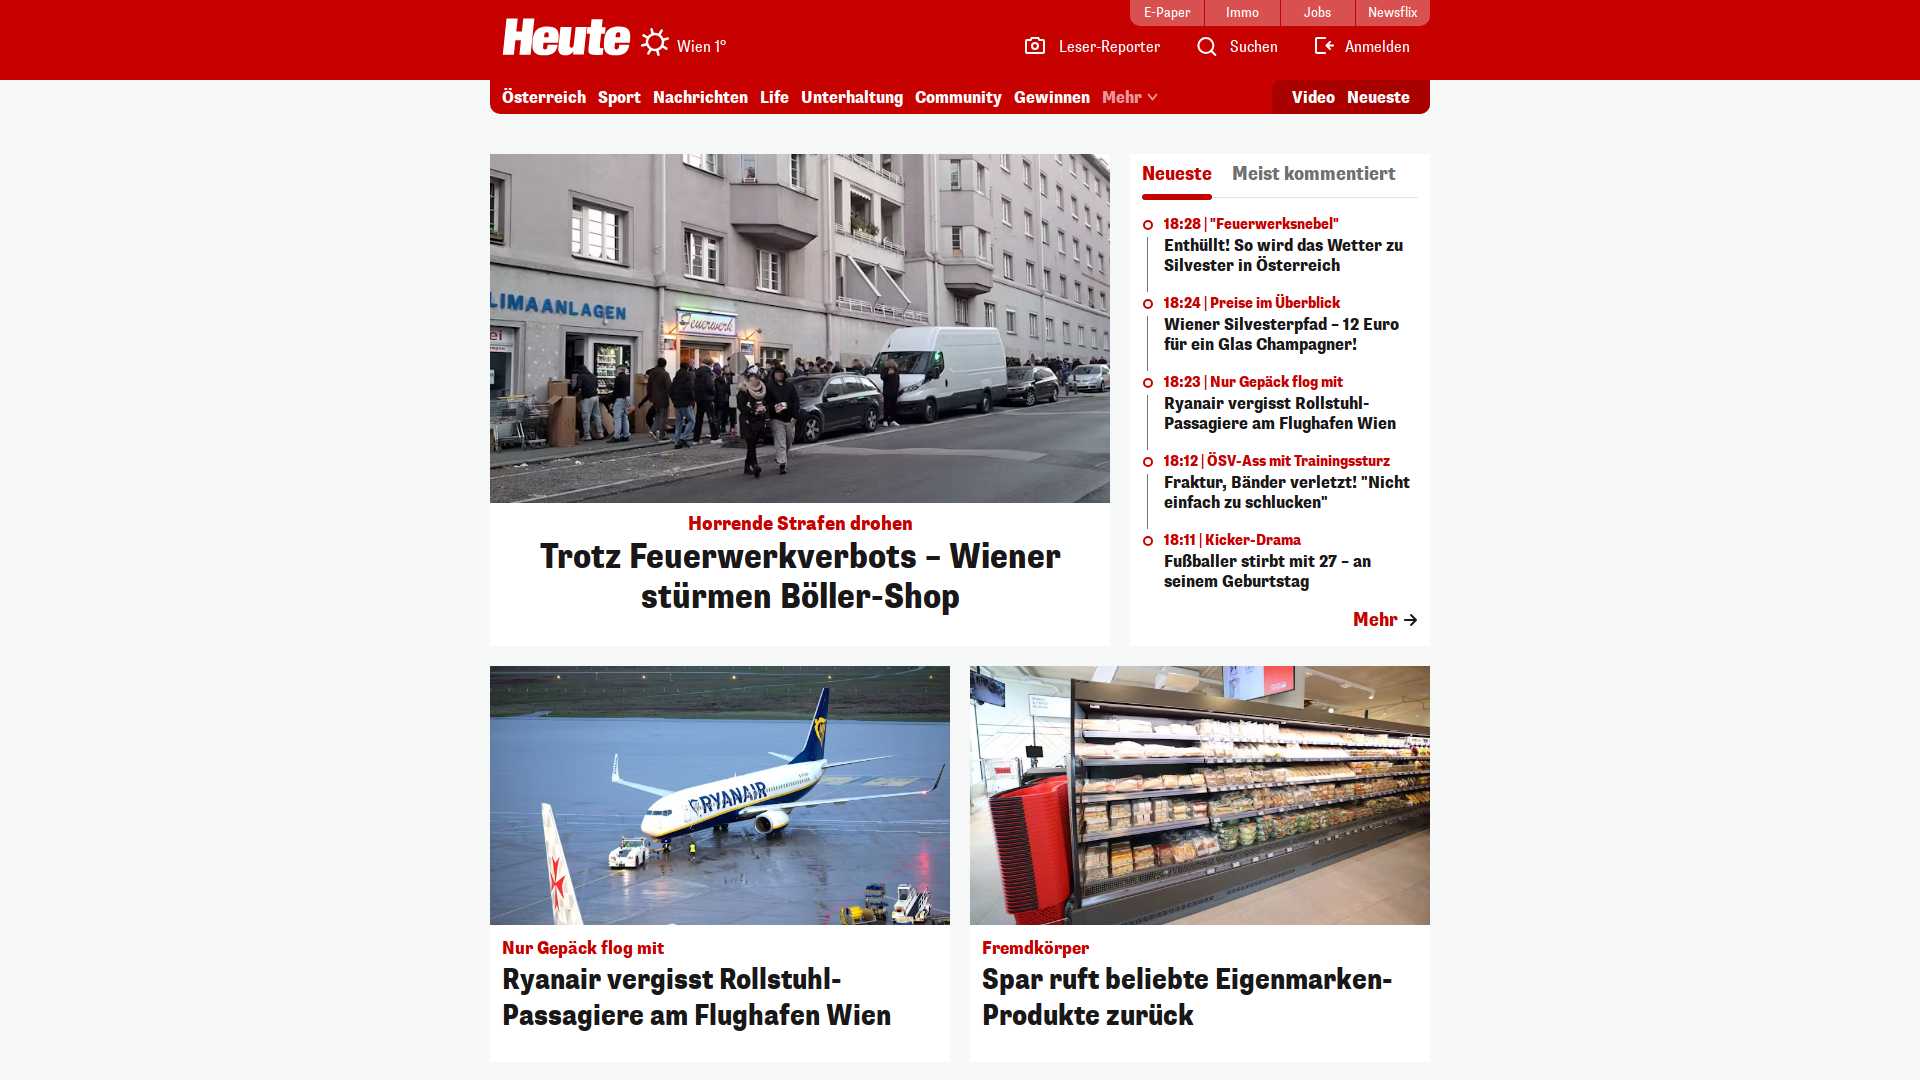 E-Paper
Immo
Jobs
Newsflix
Heute
Wien 1°
Leser-Reporter
Suchen
Anmelden
Österreich
Sport
Nachrichten
Life
Unterhaltung
Community
Gewinnen
Mehr
Video
Neueste
LIMAANLAGEN
Feuerwerk
Horrende Strafen drohen
Trotz Feuerwerkverbots – Wiener
stürmen Böller-Shop
Neueste
Meist kommentiert
18:28 | "Feuerwerksnebel"
Enthüllt! So wird das Wetter zu
Silvester in Österreich
18:24 | Preise im Überblick
Wiener Silvesterpfad – 12 Euro
für ein Glas Champagner!
18:23 | Nur Gepäck flog mit
Ryanair vergisst Rollstuhl-
Passagiere am Flughafen Wien
18:12 | ÖSV-Ass mit Trainingssturz
Fraktur, Bänder verletzt! "Nicht
einfach zu schlucken"
18:11 | Kicker-Drama
Fußballer stirbt mit 27 – an
seinem Geburtstag
Mehr
RYANAIR
Nur Gepäck flog mit
Ryanair vergisst Rollstuhl-
Passagiere am Flughafen Wien
Fremdkörper
Spar ruft beliebte Eigenmarken-
Produkte zurück